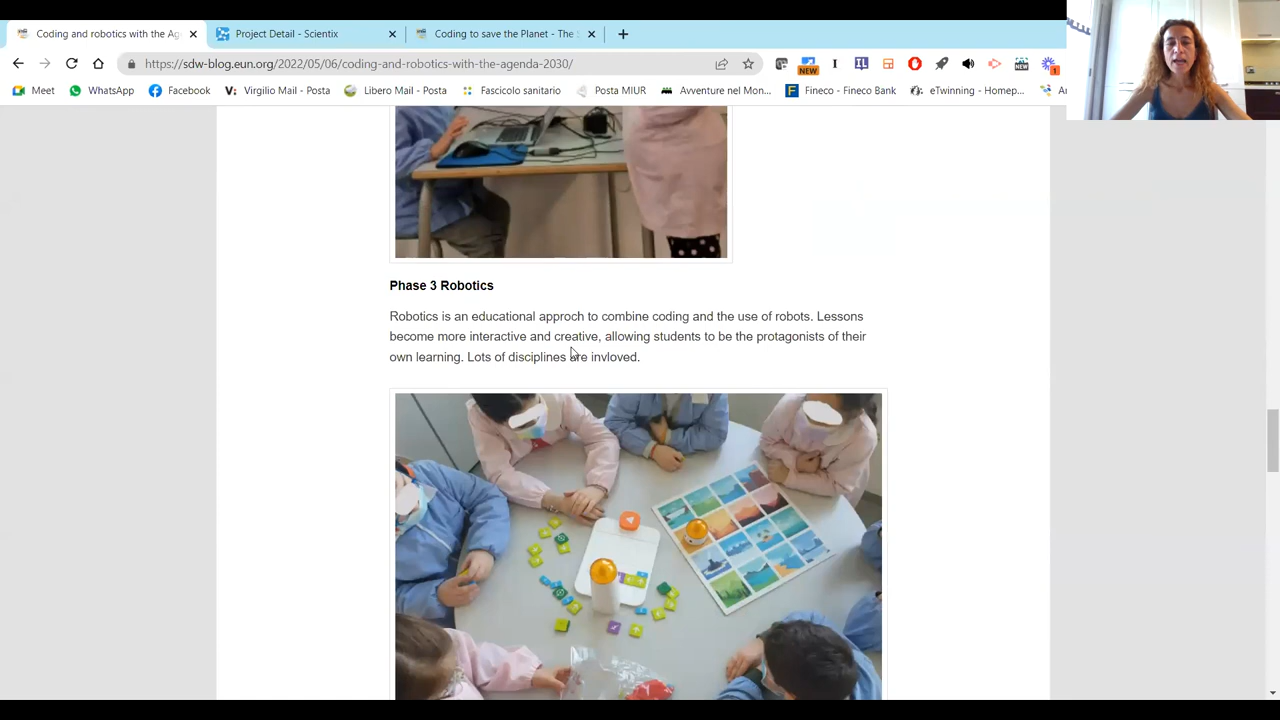 Coding and robotics with the Ag
Project Detail - Scientix
Coding to save the Planet - The S
https://sdw-blog.eun.org/2022/05/06/coding-and-robotics-with-the-agenda-2030/
NEW
IL
NEW
1
Meet
WhatsApp
Facebook
Virgilio Mail - Posta
Libero Mail - Posta
Fascicolo sanitario
Posta MIUR
Avventure nel Mon...
Fineco - Fineco Bank
eTwinning - Homep...
Phase 3 Robotics
Robotics is an educational approch to combine coding and the use of robots. Lessons
become more interactive and creative, allowing students to be the protagonists of their
own learning. Lots of disciplines are invloved.